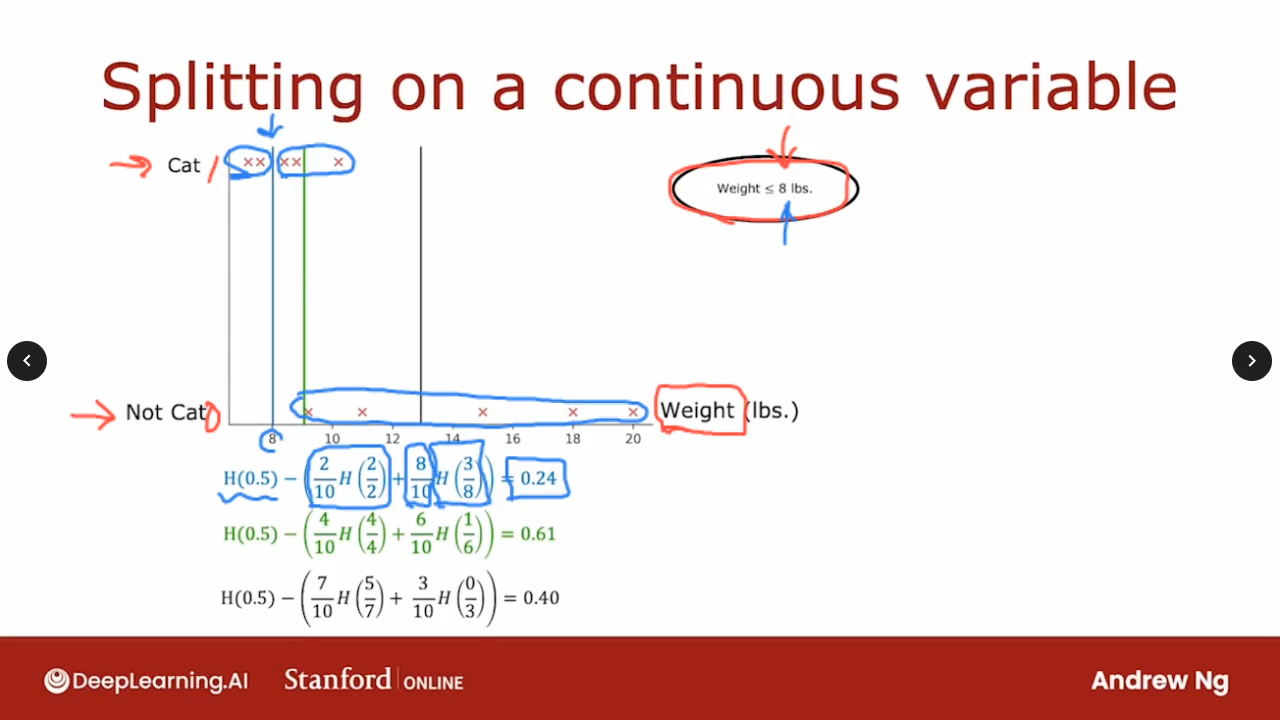 Splitting on a continuous variable
Cat 1
Weight ≤ 8 lbs.
Not Cat 0
Weight (lbs.)
8 10 12 14 16 18 20
H(0.5) − (2/10 H(2/2) + 8/10 H(3/8)) = 0.24
H(0.5) − (4/10 H(4/4) + 6/10 H(1/6)) = 0.61
H(0.5) − (7/10 H(5/7) + 3/10 H(0/3)) = 0.40
DeepLearning.AI Stanford ONLINE Andrew Ng